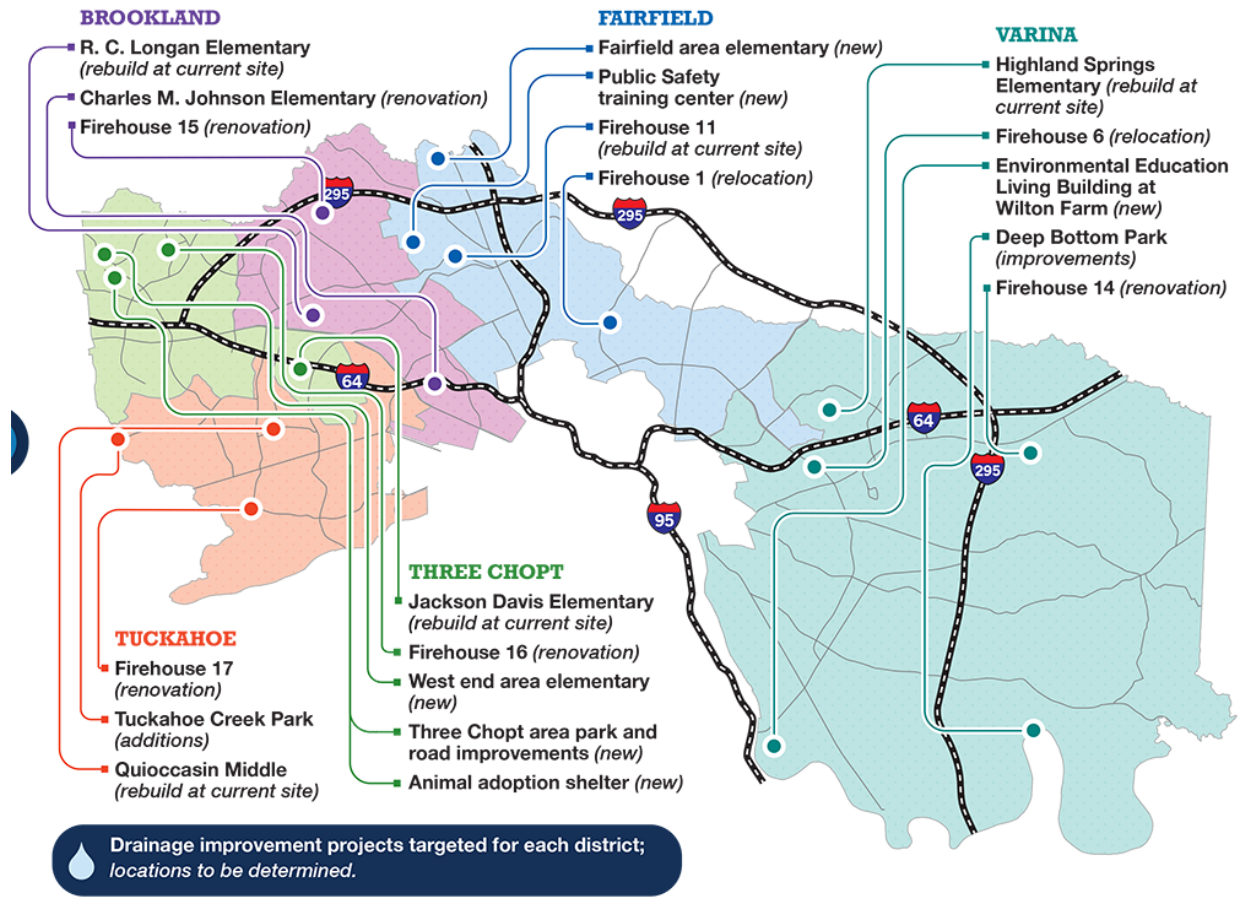 BROOKLAND
R. C. Longan Elementary
(rebuild at current site)
Charles M. Johnson Elementary (renovation)
Firehouse 15 (renovation)
FAIRFIELD
Fairfield area elementary (new)
Public Safety
training center (new)
Firehouse 11
(rebuild at current site)
Firehouse 1 (relocation)
VARINA
Highland Springs
Elementary (rebuild at
current site)
Firehouse 6 (relocation)
Environmental Education
Living Building at
Wilton Farm (new)
Deep Bottom Park
(improvements)
Firehouse 14 (renovation)
295
295
64
64
295
95
THREE CHOPT
Jackson Davis Elementary
(rebuild at current site)
Firehouse 16 (renovation)
West end area elementary
(new)
Three Chopt area park and
road improvements (new)
Animal adoption shelter (new)
TUCKAHOE
Firehouse 17
(renovation)
Tuckahoe Creek Park
(additions)
Quioccasin Middle
(rebuild at current site)
Drainage improvement projects targeted for each district;
locations to be determined.